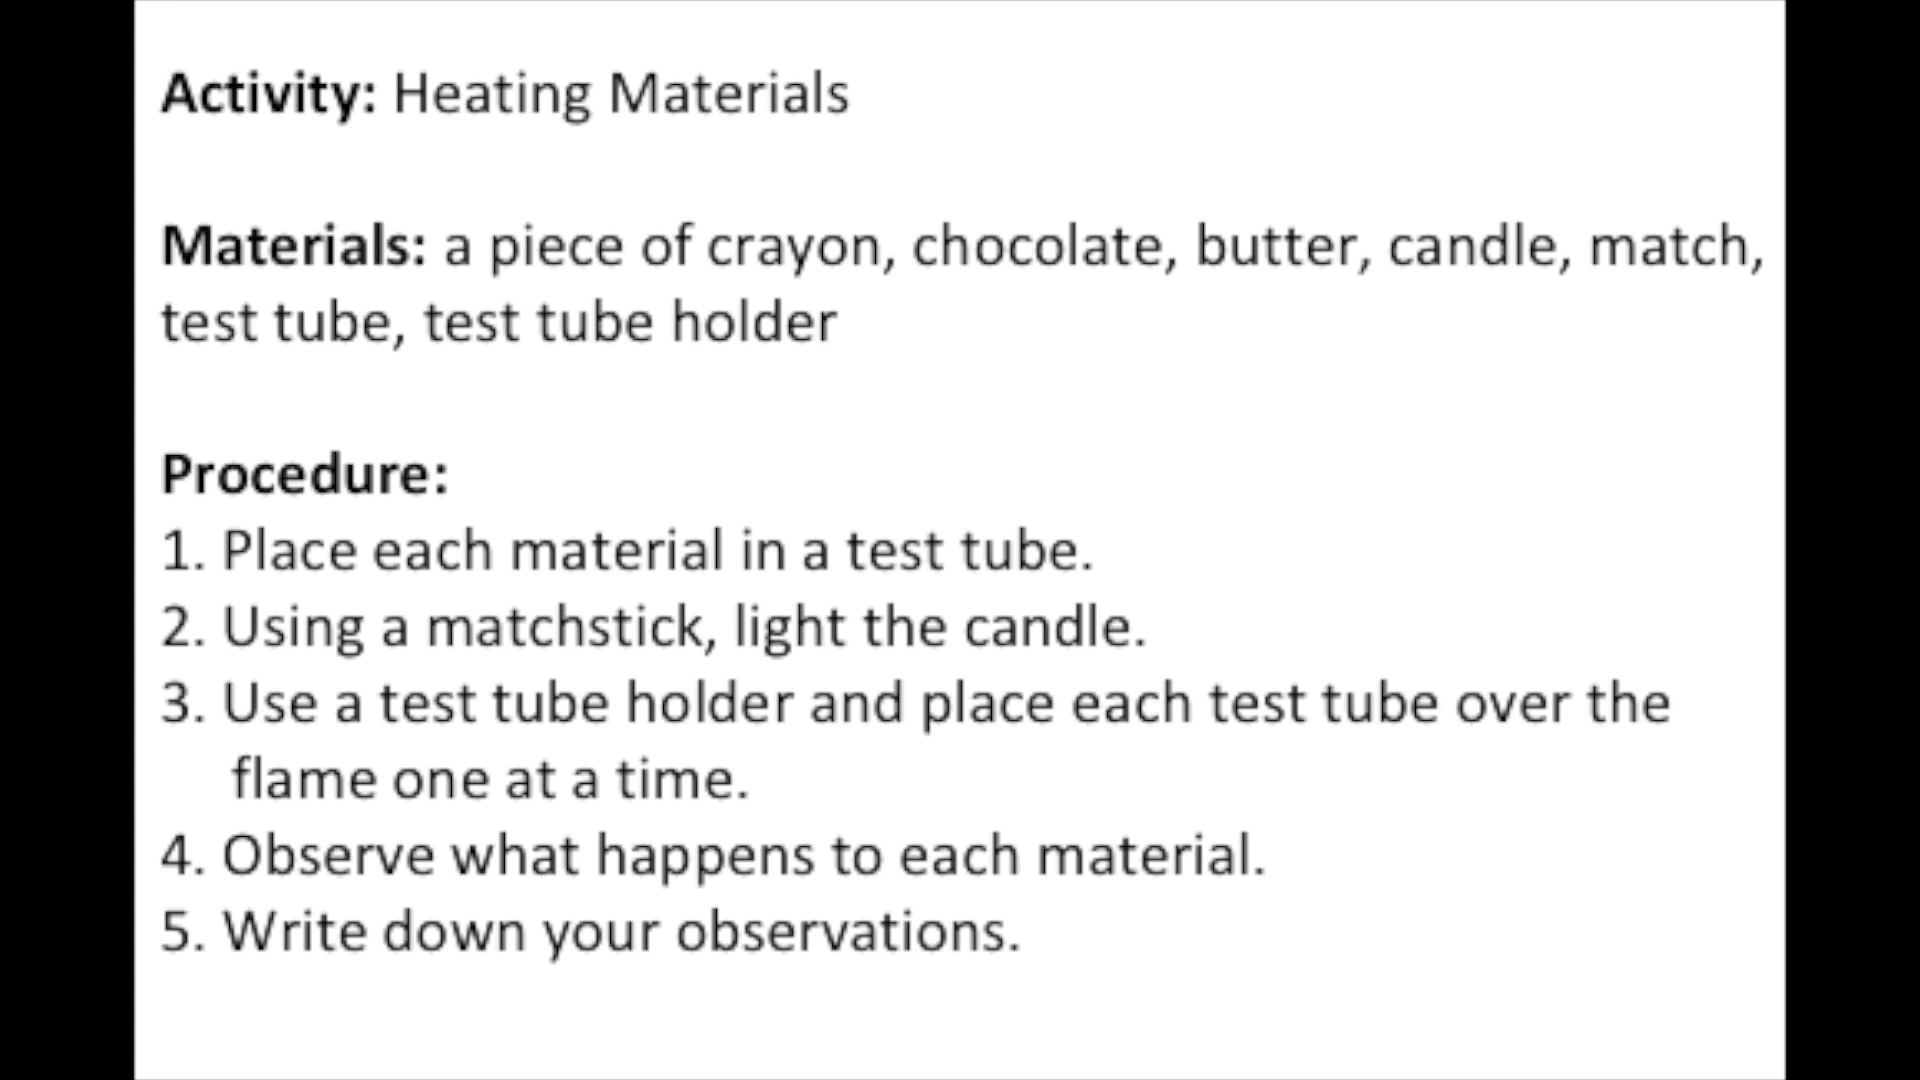 Activity: Heating Materials
Materials: a piece of crayon, chocolate, butter, candle, match,
test tube, test tube holder
Procedure:
1. Place each material in a test tube.
2. Using a matchstick, light the candle.
3. Use a test tube holder and place each test tube over the
flame one at a time.
4. Observe what happens to each material.
5. Write down your observations.